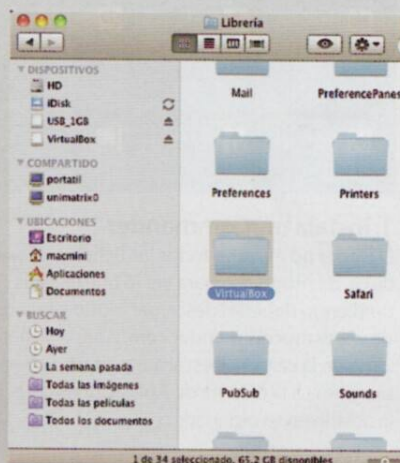 Librería
DISPOSITIVOS
HD
iDisk
USB_1GB
VirtualBox
COMPARTIDO
portatil
unimatrix0
UBICACIONES
Escritorio
macmini
Aplicaciones
Documentos
BUSCAR
Hoy
Ayer
La semana pasada
Todas las imágenes
Todas las películas
Todos los documentos
Mail
PreferencePanes
Preferences
Printers
VirtualBox
Safari
PubSub
Sounds
1 de 34 seleccionado, 65,2 GB disponibles